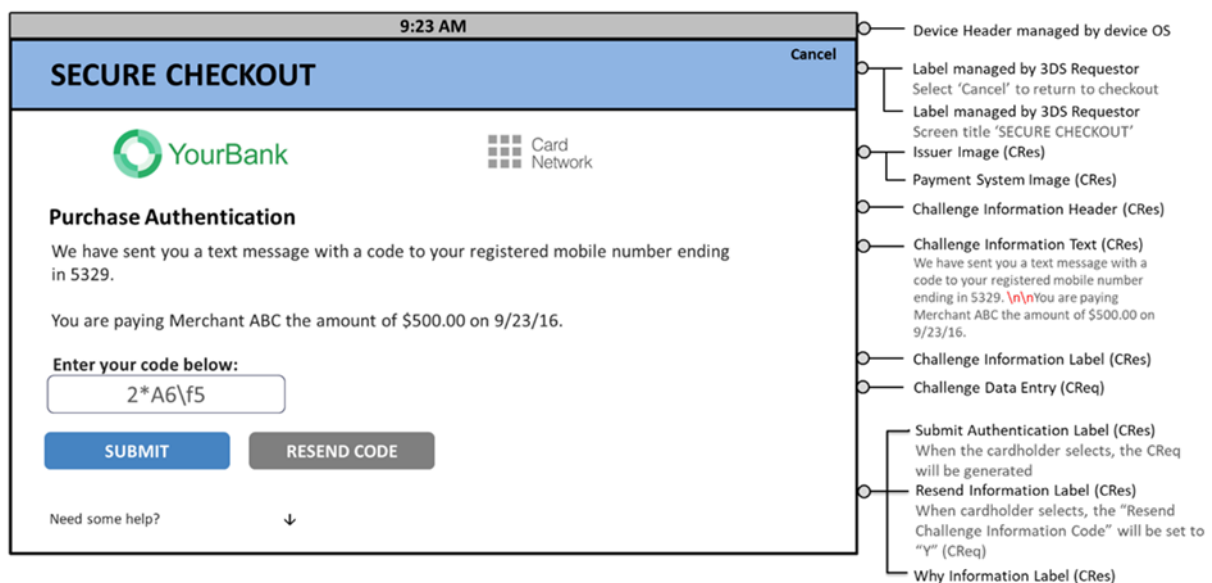 9:23 AM
SECURE CHECKOUT
Cancel
YourBank
Card
Network
Purchase Authentication
We have sent you a text message with a code to your registered mobile number ending
in 5329.
You are paying Merchant ABC the amount of $500.00 on 9/23/16.
Enter your code below:
2*A6\f5
SUBMIT
RESEND CODE
Need some help?
Device Header managed by device OS
Label managed by 3DS Requestor
Select ‘Cancel’ to return to checkout
Label managed by 3DS Requestor
Screen title ‘SECURE CHECKOUT’
Issuer Image (CRes)
Payment System Image (CRes)
Challenge Information Header (CRes)
Challenge Information Text (CRes)
We have sent you a text message with a
code to your registered mobile number
ending in 5329. \n\nYou are paying
Merchant ABC the amount of $500.00 on
9/23/16.
Challenge Information Label (CRes)
Challenge Data Entry (CReq)
Submit Authentication Label (CRes)
When the cardholder selects, the CReq
will be generated
Resend Information Label (CRes)
When cardholder selects, the “Resend
Challenge Information Code” will be set to
“Y” (CReq)
Why Information Label (CRes)